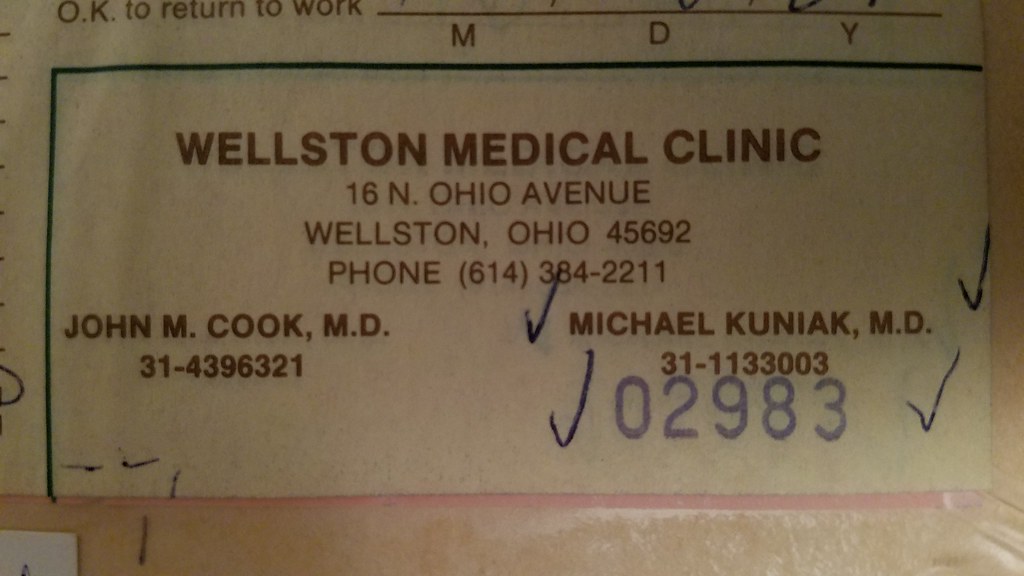 O.K. to return to work
M D Y
WELLSTON MEDICAL CLINIC
16 N. OHIO AVENUE
WELLSTON, OHIO 45692
PHONE (614) 384-2211
JOHN M. COOK, M.D. MICHAEL KUNIAK, M.D.
31-4396321 31-1133003
02983